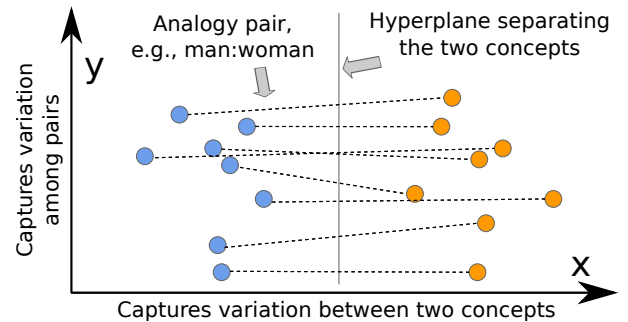 Analogy pair,
e.g., man:woman
Hyperplane separating
the two concepts
y
Captures variation
among pairs
x
Captures variation between two concepts